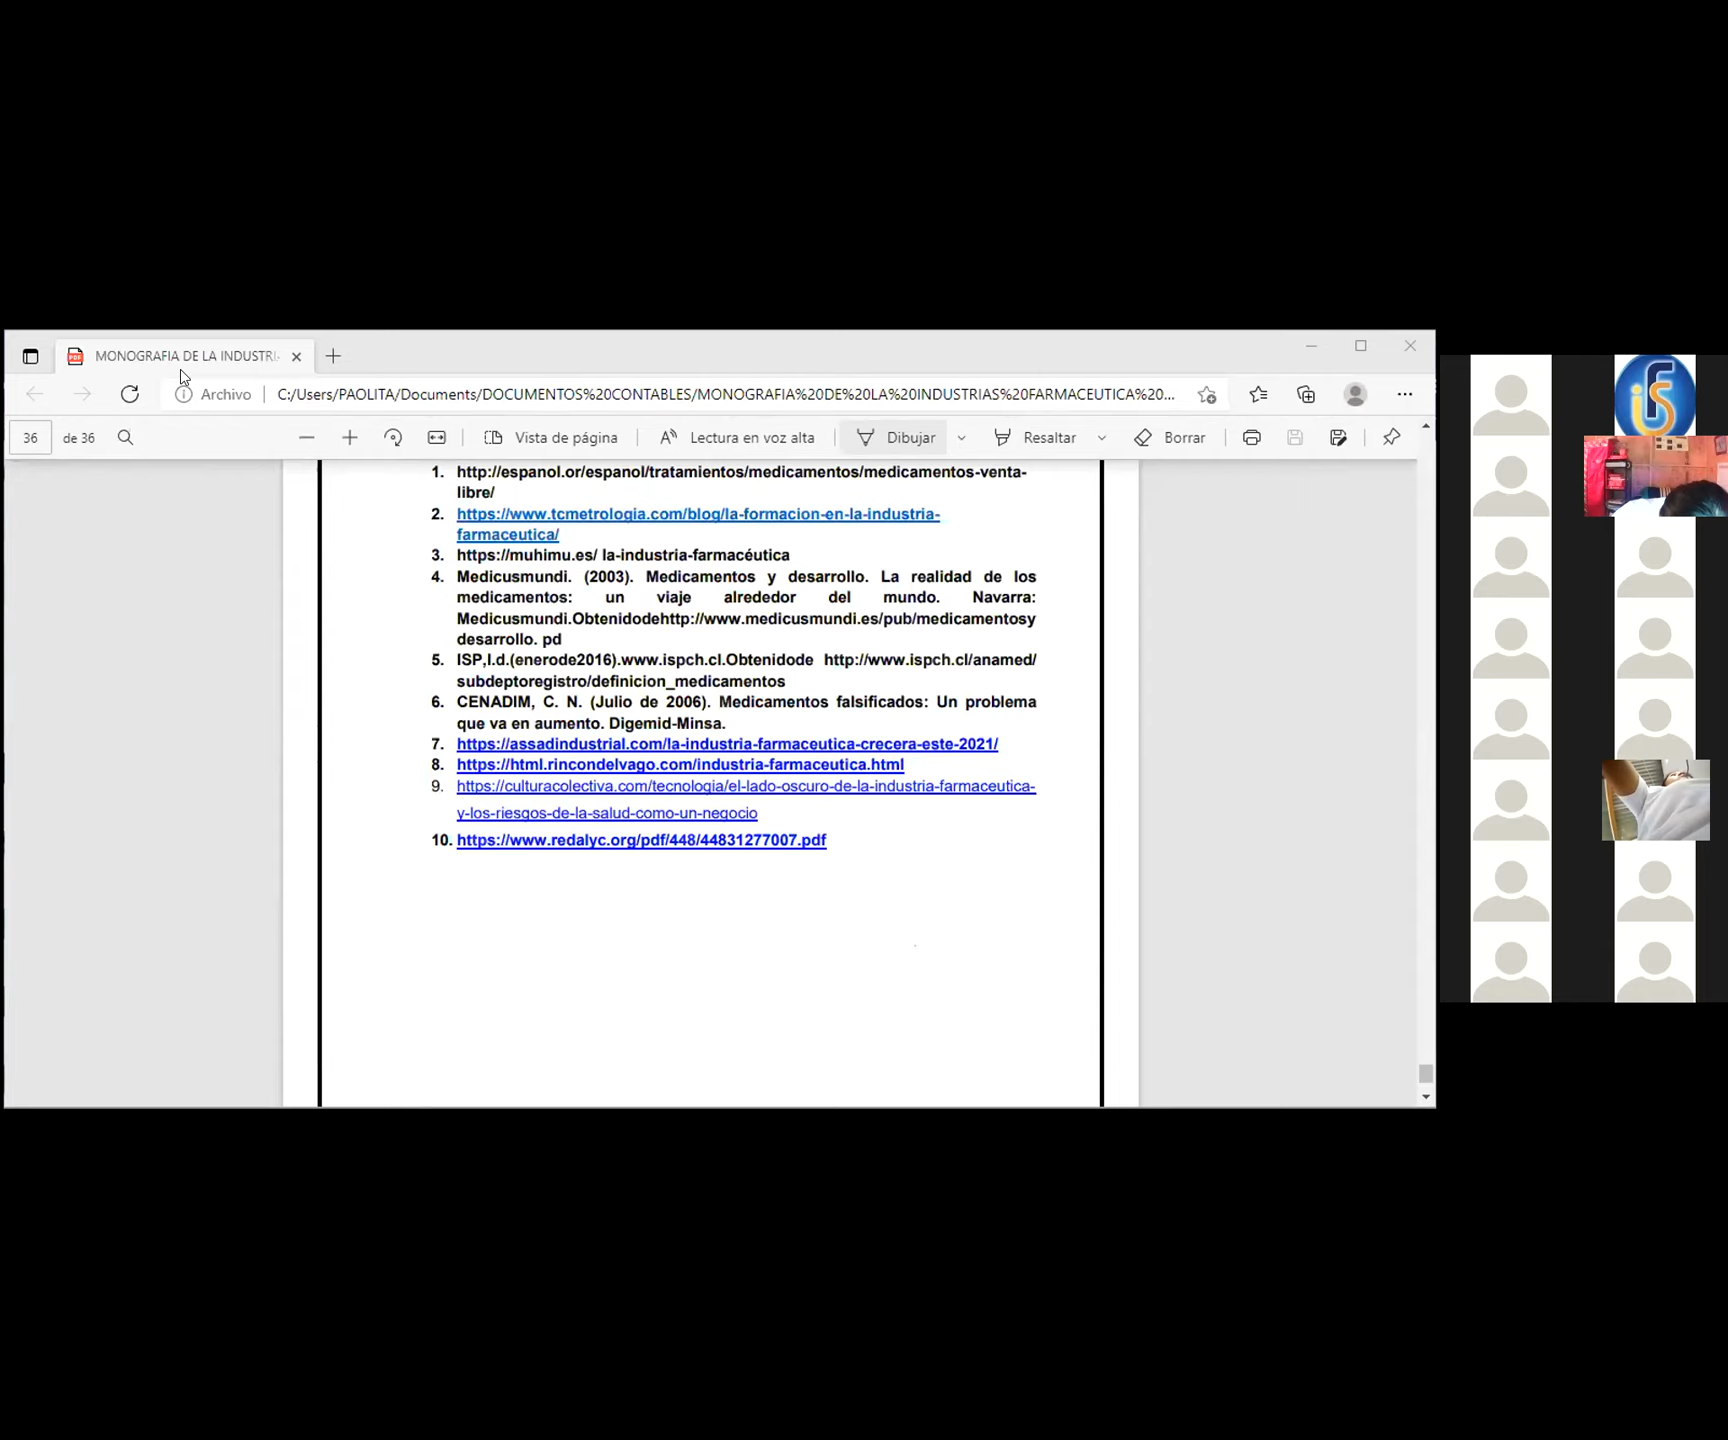 MONOGRAFIA DE LA INDUSTRI
Archivo
C:/Users/PAOLITA/Documents/DOCUMENTOS%20CONTABLES/MONOGRAFIA%20DE%20LA%20INDUSTRIAS%20FARMACEUTICA%20...
36 de 36 Vista de página Lectura en voz alta Dibujar Resaltar Borrar
1. http://espanol.or/espanol/tratamientos/medicamentos/medicamentos-venta-
libre/
2. https://www.tcmetrologia.com/blog/la-formacion-en-la-industria-
farmaceutica/
3. https://muhimu.es/ la-industria-farmacéutica
4. Medicusmundi. (2003). Medicamentos y desarrollo. La realidad de los
medicamentos: un viaje alrededor del mundo. Navarra:
Medicusmundi.Obtenidodehttp://www.medicusmundi.es/pub/medicamentosy
desarrollo. pd
5. ISP,I.d.(enerode2016).www.ispch.cl.Obtenidode http://www.ispch.cl/anamed/
subdeptoregistro/definicion_medicamentos
6. CENADIM, C. N. (Julio de 2006). Medicamentos falsificados: Un problema
que va en aumento. Digemid-Minsa.
7. https://assadindustrial.com/la-industria-farmaceutica-crecera-este-2021/
8. https://html.rincondelvago.com/industria-farmaceutica.html
9. https://culturacolectiva.com/tecnologia/el-lado-oscuro-de-la-industria-farmaceutica-
y-los-riesgos-de-la-salud-como-un-negocio
10. https://www.redalyc.org/pdf/448/44831277007.pdf